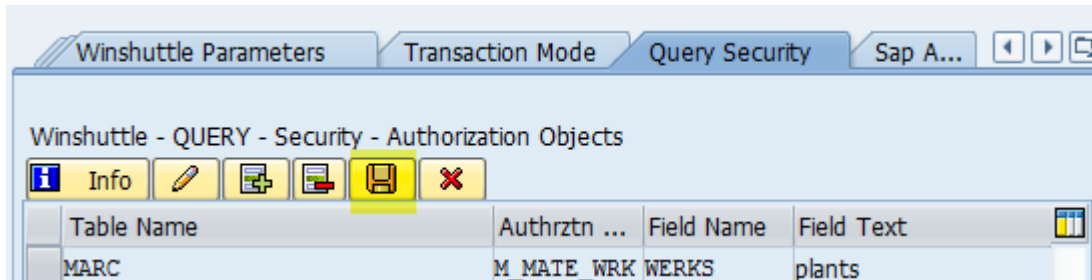 Winshuttle Parameters Transaction Mode Query Security Sap A...
Winshuttle - QUERY - Security - Authorization Objects
Info
Table Name Authrztn ... Field Name Field Text
MARC M_MATE_WRK WERKS plants